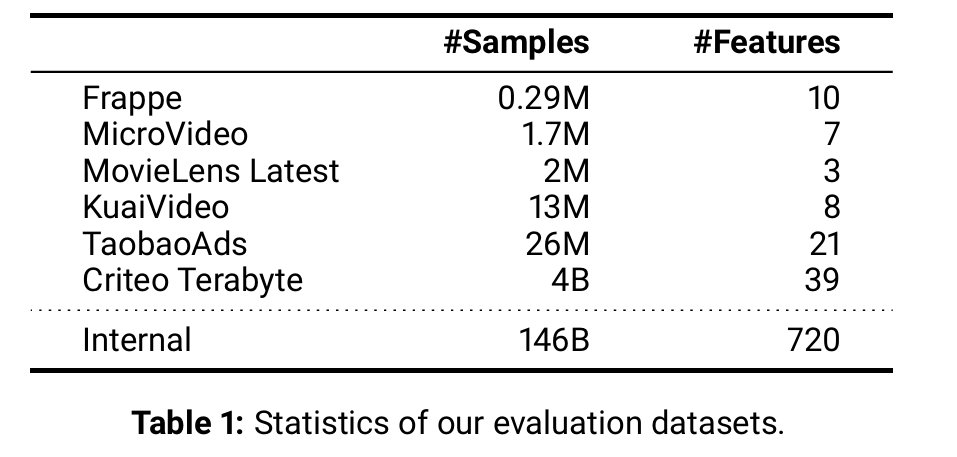 #Samples #Features
Frappe 0.29M 10
MicroVideo 1.7M 7
MovieLens Latest 2M 3
KuaiVideo 13M 8
TaobaoAds 26M 21
Criteo Terabyte 4B 39
Internal 146B 720
Table 1: Statistics of our evaluation datasets.